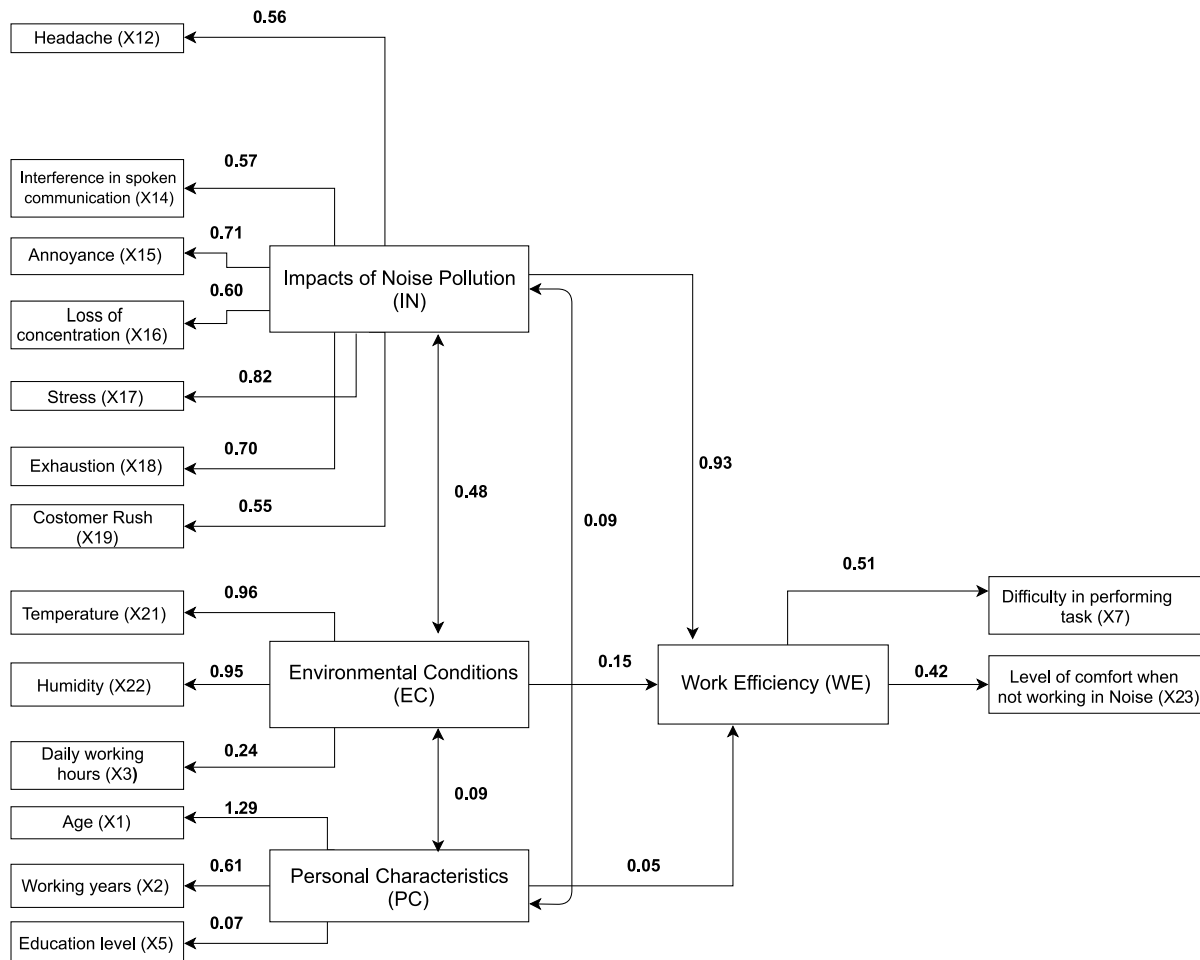 0.56
Headache (X12)
0.57
Interference in spoken
communication (X14)
0.71
Annoyance (X15)
Impacts of Noise Pollution
(IN)
0.60
Loss of
concentration (X16)
0.82
Stress (X17)
0.70
Exhaustion (X18)
0.93
0.48
0.55
Costomer Rush
(X19)
0.09
0.51
0.96
Temperature (X21)
Difficulty in performing
task (X7)
Environmental Conditions
(EC)
0.15
Work Efficiency (WE)
0.42
Level of comfort when
not working in Noise (X23)
0.95
Humidity (X22)
0.24
Daily working
hours (X3)
0.09
1.29
Age (X1)
0.61
Working years (X2)
Personal Characteristics
(PC)
0.05
0.07
Education level (X5)